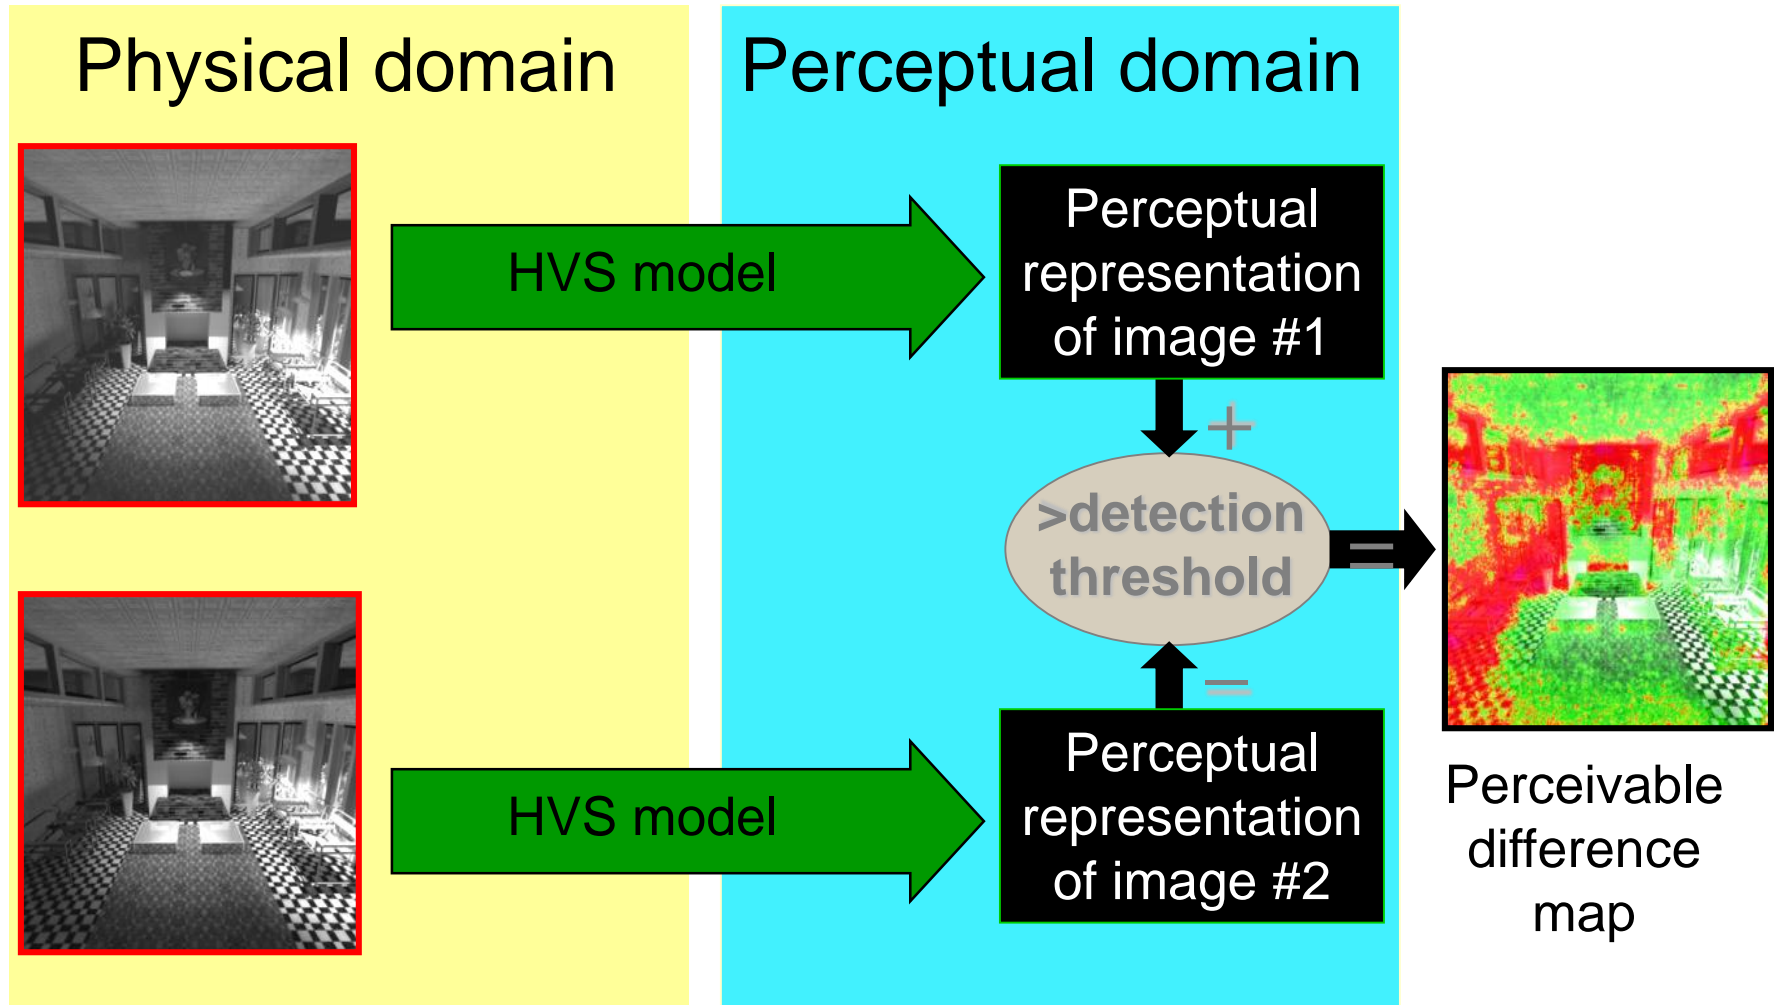 Physical domain
Perceptual domain
HVS model
Perceptual
representation
of image #1
+
>detection
threshold
=
–
HVS model
Perceptual
representation
of image #2
Perceivable
difference
map